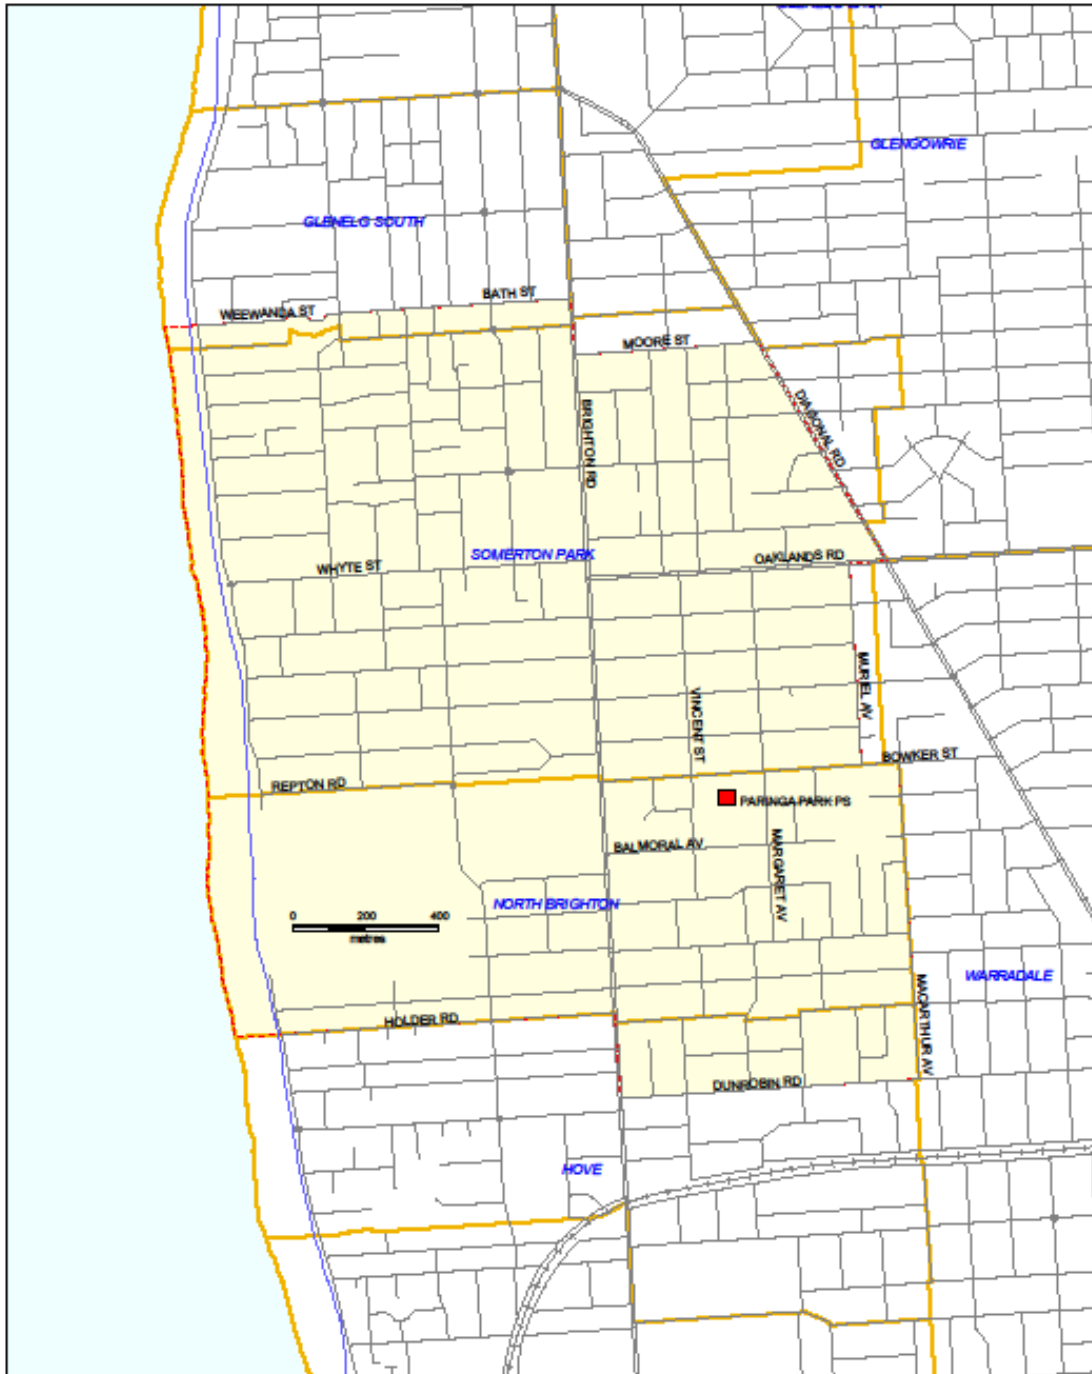 GLENGOWRIE
GLENELG SOUTH
BATH ST
WEEWANDA ST
MOORE ST
DIAGONAL RD
BRIGHTON RD
SOMERTON PARK
OAKLANDS RD
WHYTE ST
MURIEL AV
VINCENT ST
BOWKER ST
REPTON RD
PARINGA PARK PS
BALMORAL AV
MARGARET AV
NORTH BRIGHTON
0 200 400
metres
WARRADALE
MACARTHUR AV
HOLDER RD
DUNROBIN RD
HOVE